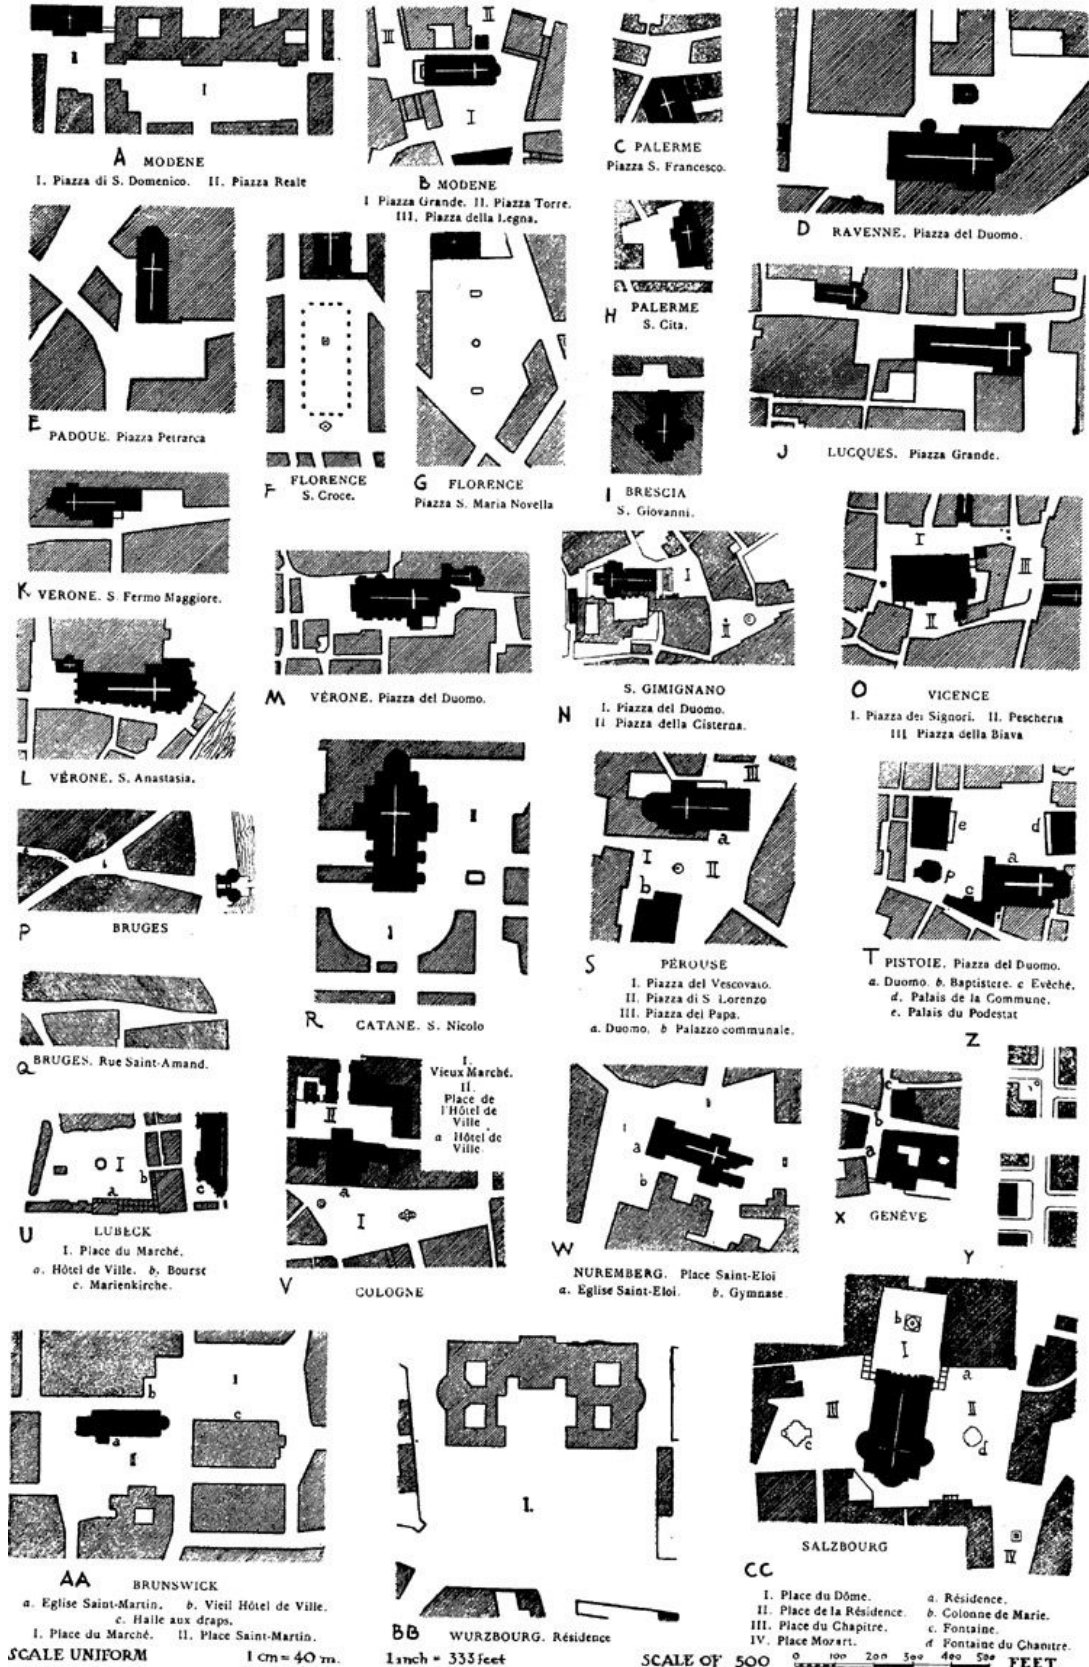 A MODENE
I. Piazza di S. Domenico. II. Piazza Reale
B MODENE
I Piazza Grande. II. Piazza Torre.
III. Piazza della Legna.
C PALERME
Piazza S. Francesco.
D RAVENNE. Piazza del Duomo.
E PADOUE. Piazza Petrarca
F FLORENCE
S. Croce.
G FLORENCE
Piazza S. Maria Novella
H PALERME
S. Cita.
I BRESCIA
S. Giovanni.
J LUCQUES. Piazza Grande.
K VÉRONE. S. Fermo Maggiore.
L VÉRONE. S. Anastasia.
M VÉRONE. Piazza del Duomo.
N S. GIMIGNANO
I. Piazza del Duomo.
II Piazza della Cisterna.
O VICENCE
I. Piazza dei Signori. II. Pescheria
III Piazza della Biava
P BRUGES
Q BRUGES. Rue Saint-Amand.
R CATANE. S. Nicolo
S PÉROUSE
I. Piazza del Vescovato.
II. Piazza di S Lorenzo
III. Piazza del Papa.
a. Duomo. b Palazzo communale.
T PISTOIE. Piazza del Duomo.
a. Duomo. b. Baptistere. c Evêché.
d. Palais de la Commune.
e. Palais du Podestat
Z
U LUBECK
I. Place du Marché.
a. Hôtel de Ville. b. Bourse
c. Marienkirche.
I.
Vieux Marché.
II.
Place de
l'Hôtel de
Ville
a Hôtel de
Ville.
V COLOGNE
W NUREMBERG. Place Saint-Eloi
a. Eglise Saint-Eloi. b. Gymnase.
X GENÉVE
Y
AA BRUNSWICK
a. Eglise Saint-Martin. b. Vieil Hôtel de Ville.
c. Halle aux draps.
I. Place du Marché. II. Place Saint-Martin.
BB WURZBOURG. Résidence
CC SALZBOURG
I. Place du Dôme. a. Résidence.
II. Place de la Résidence. b. Colonne de Marie.
III. Place du Chapitre. c. Fontaine.
IV. Place Mozart. d Fontaine du Chapitre.
SCALE UNIFORM 1 cm = 40 m. 1 inch = 333 feet SCALE OF 500 0 100 200 300 400 500 FEET